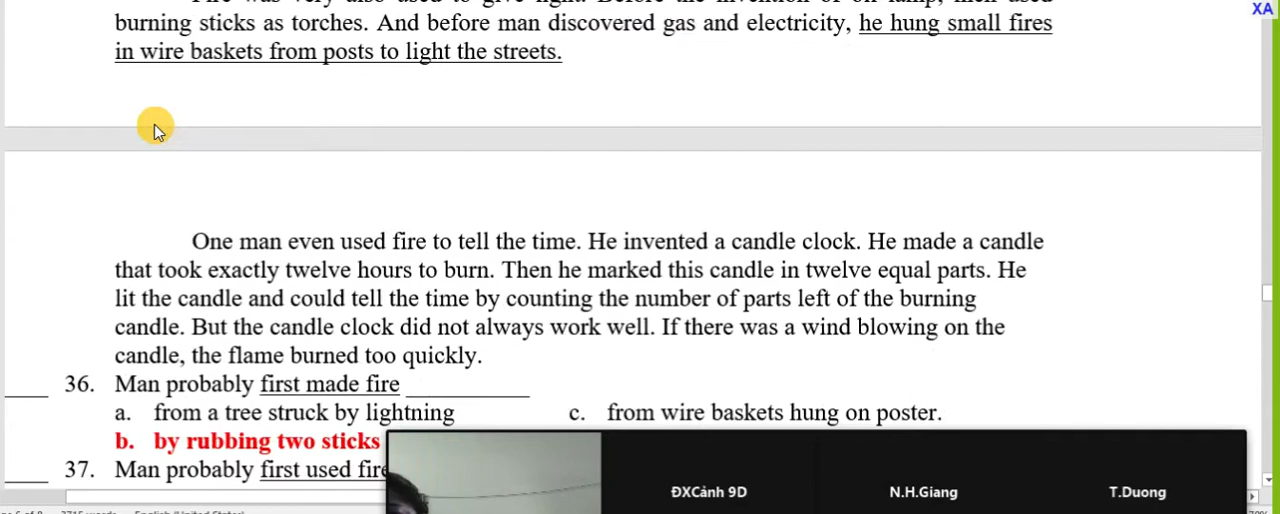 XA
burning sticks as torches. And before man discovered gas and electricity, he hung small fires
in wire baskets from posts to light the streets.
One man even used fire to tell the time. He invented a candle clock. He made a candle
that took exactly twelve hours to burn. Then he marked this candle in twelve equal parts. He
lit the candle and could tell the time by counting the number of parts left of the burning
candle. But the candle clock did not always work well. If there was a wind blowing on the
candle, the flame burned too quickly.
____ 36. Man probably first made fire __________
a. from a tree struck by lightning c. from wire baskets hung on poster.
b. by rubbing two sticks
____ 37. Man probably first used fire
ĐXCảnh 9D N.H.Giang T.Duong